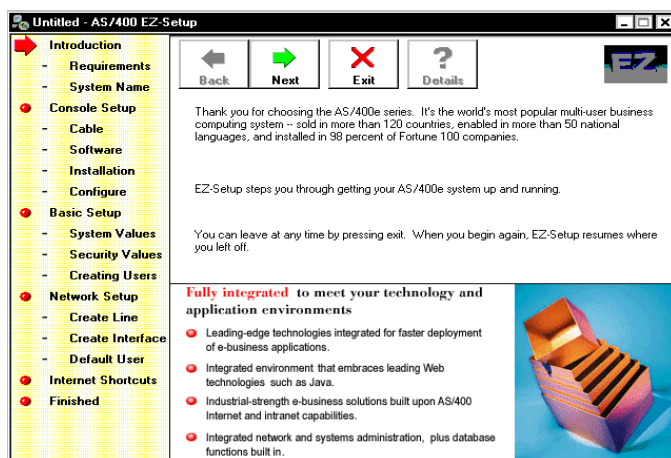 Untitled - AS/400 EZ-Setup
Introduction
- Requirements
- System Name
Console Setup
- Cable
- Software
- Installation
- Configure
Basic Setup
- System Values
- Security Values
- Creating Users
Network Setup
- Create Line
- Create Interface
- Default User
Internet Shortcuts
Finished
Back
Next
Exit
?
Details
EZ
Thank you for choosing the AS/400e series. It's the world's most popular multi-user business
computing system -- sold in more than 120 countries, enabled in more than 50 national
languages, and installed in 98 percent of Fortune 100 companies.
EZ-Setup steps you through getting your AS/400e system up and running.
You can leave at any time by pressing exit. When you begin again, EZ-Setup resumes where
you left off.
Fully integrated to meet your technology and
application environments
Leading-edge technologies integrated for faster deployment
of e-business applications.
Integrated environment that embraces leading Web
technologies such as Java.
Industrial-strength e-business solutions built upon AS/400
Internet and intranet capabilities.
Integrated network and systems administration, plus database
functions built in.